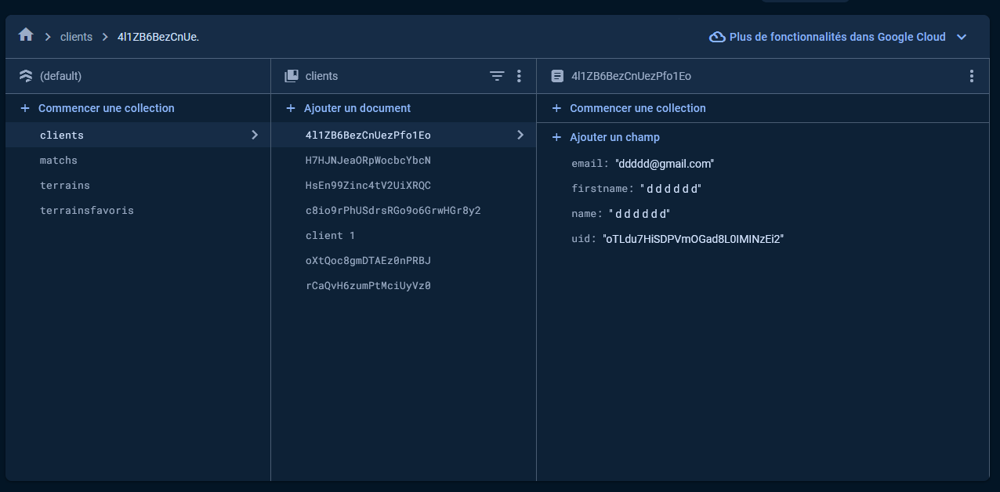 clients
4l1ZB6BezCnUe.
Plus de fonctionnalités dans Google Cloud
(default)
clients
4l1ZB6BezCnUezPfo1Eo
Commencer une collection
Ajouter un document
Commencer une collection
clients
matchs
terrains
terrainsfavoris
4l1ZB6BezCnUezPfo1Eo
H7HJNJeaORpWocbcYbcN
HsEn99Zinc4tV2UiXRQC
c8io9rPhUSdrsRGo9o6GrwHGr8y2
client 1
oXtQoc8gmDTAEz0nPRBJ
rCaQvH6zumPtMciUyVz0
Ajouter un champ
email: "ddddd@gmail.com"
firstname: " d d d d d d"
name: " d d d d d d"
uid: "oTLdu7HiSDPVmOGad8L0IMINzEi2"